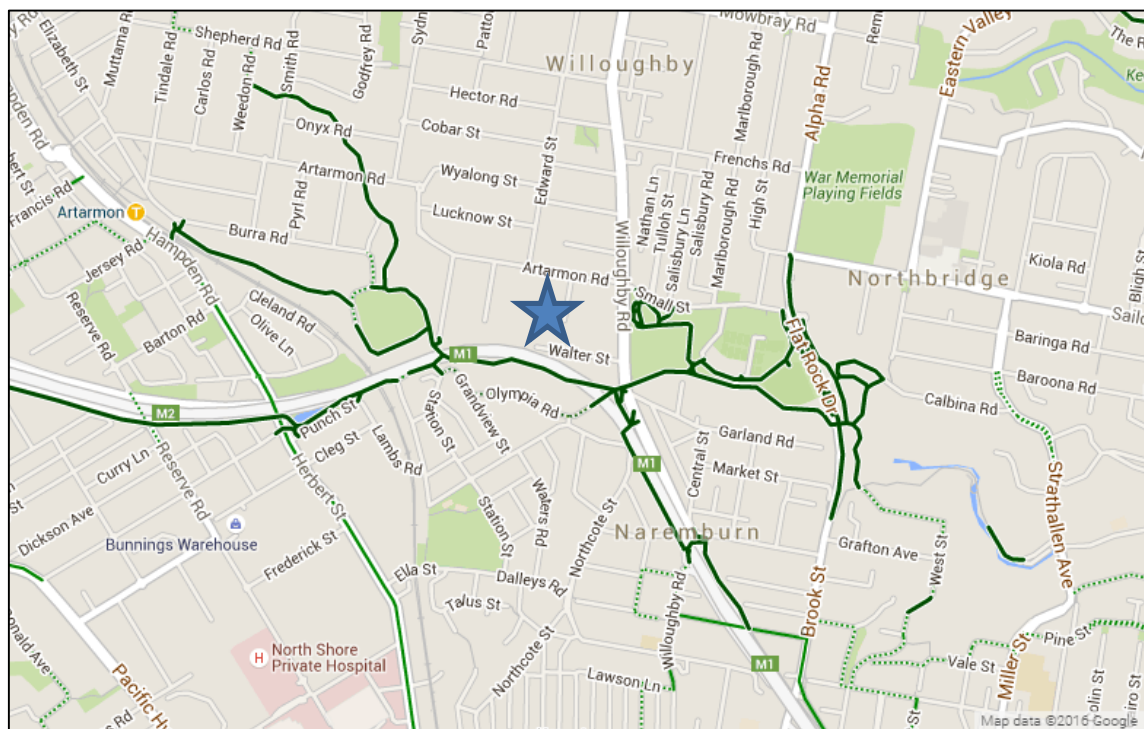 Mowbray Rd
Eastern Valley
Shepherd Rd
Elizabeth St
Muttama Rd
Tindale Rd
Carlos Rd
Weedon Rd
Smith Rd
Godfrey Rd
Willoughby
Hector Rd
Marlborough Rd
Alpha Rd
Onyx Rd
Cobar St
Edward St
Hampden Rd
Artarmon Rd
Wyalong St
Frenchs Rd
War Memorial
Playing Fields
Francis Rd
Artarmon
T
Pyrl Rd
Lucknow St
Nathan Ln
Tulloh St
Salisbury Ln
Salisbury Rd
Marlborough Rd
High St
Burra Rd
Willoughby Rd
Jersey Rd
Hampden Rd
Artarmon Rd
Northbridge
Kiola Rd
Cleland Rd
Small St
Reserve Rd
Barton Rd
Olive Ln
Flat Rock Dr
Baringa Rd
M1
Walter St
Baroona Rd
M2
Punch St
Grandview St
Olympia Rd
Calbina Rd
Station St
Cleg St
Lambs Rd
Garland Rd
Curry Ln
M1
Central St
Market St
Reserve Rd
Herbert St
Strathallen Ave
Dickson Ave
Station St
Waters Rd
Northcote St
Naremburn
Bunnings Warehouse
Grafton Ave
West St
Frederick St
Ella St
Dalleys Rd
Talus St
Willoughby Rd
Brook St
H
North Shore
Private Hospital
Northcote St
Pine St
M1
Vale St
Miller St
Lawson Ln
Map data ©2016 Google